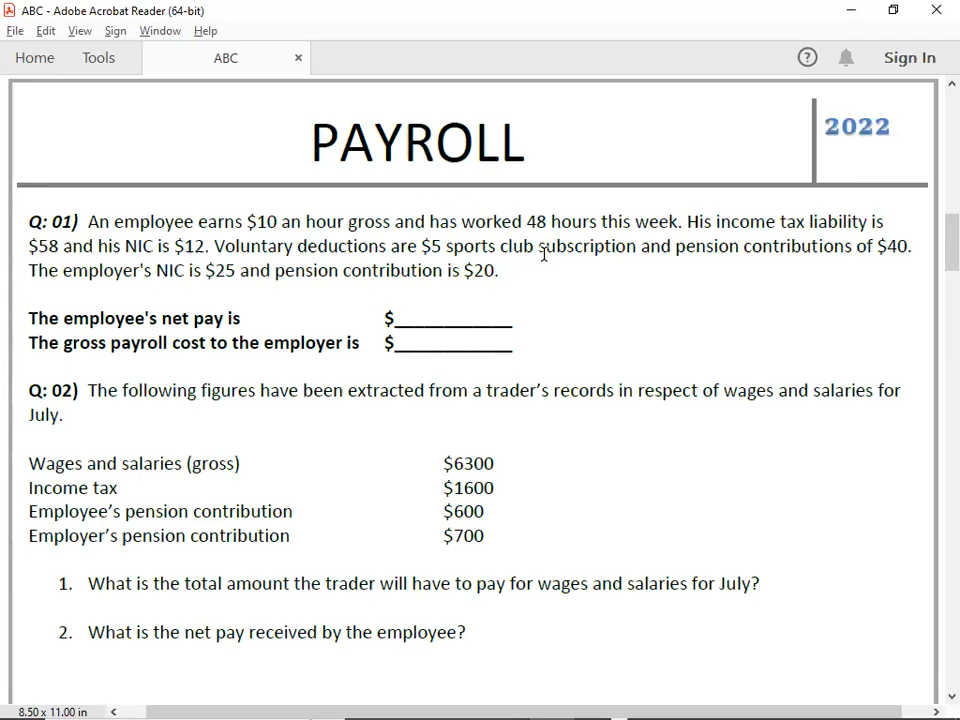 ABC - Adobe Acrobat Reader (64-bit)
File Edit View Sign Window Help
Home Tools ABC × ? Sign In
PAYROLL
2022
Q: 01) An employee earns $10 an hour gross and has worked 48 hours this week. His income tax liability is
$58 and his NIC is $12. Voluntary deductions are $5 sports club subscription and pension contributions of $40.
The employer's NIC is $25 and pension contribution is $20.
The employee's net pay is $____________
The gross payroll cost to the employer is $____________
Q: 02) The following figures have been extracted from a trader’s records in respect of wages and salaries for
July.
Wages and salaries (gross) $6300
Income tax $1600
Employee’s pension contribution $600
Employer’s pension contribution $700
1. What is the total amount the trader will have to pay for wages and salaries for July?
2. What is the net pay received by the employee?
8.50 x 11.00 in